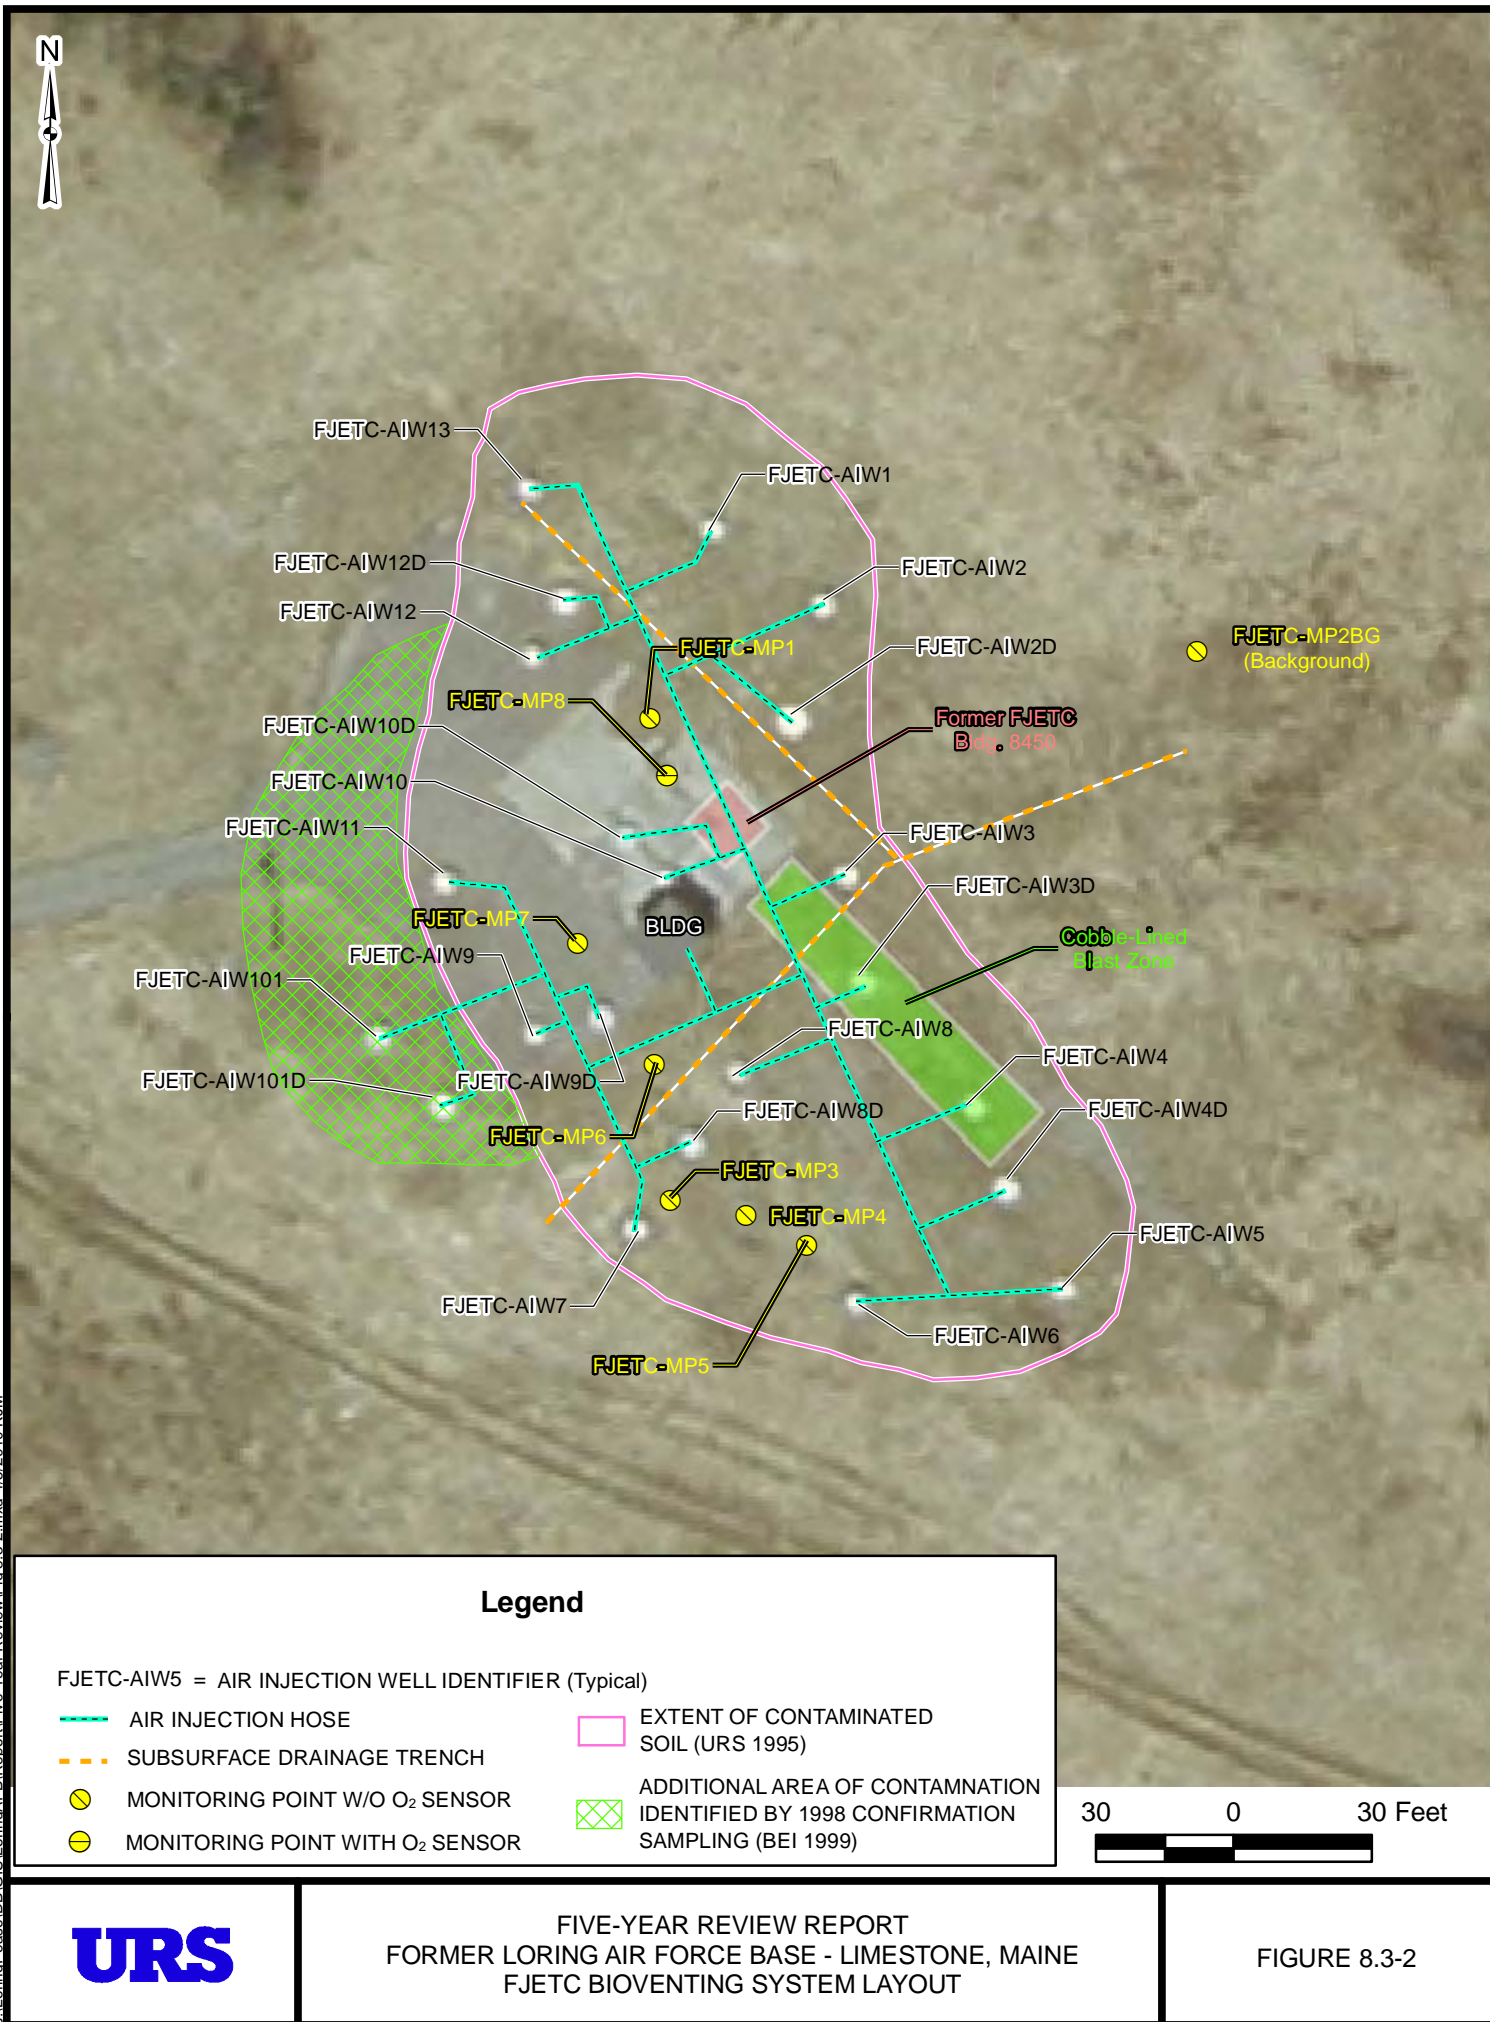 N
FJETC-AIW13
FJETC-AIW1
FJETC-AIW12D
FJETC-AIW2
FJETC-AIW12
FJETC-MP1
FJETC-AIW2D
FJETC-MP2BG
(Background)
FJETC-MP8
FJETC-AIW10D
Former FJETC
Bldg. 8450
FJETC-AIW10
FJETC-AIW11
FJETC-AIW3
FJETC-AIW3D
FJETC-MP7
BLDG
Cobble-Lined
Blast Zone
FJETC-AIW9
FJETC-AIW101
FJETC-AIW8
FJETC-AIW4
FJETC-AIW101D
FJETC-AIW9D
FJETC-AIW8D
FJETC-AIW4D
FJETC-MP6
FJETC-MP3
FJETC-MP4
FJETC-AIW5
FJETC-AIW7
FJETC-AIW6
FJETC-MP5
Legend
FJETC-AIW5 = AIR INJECTION WELL IDENTIFIER (Typical)
AIR INJECTION HOSE
SUBSURFACE DRAINAGE TRENCH
MONITORING POINT W/O O2 SENSOR
MONITORING POINT WITH O2 SENSOR
EXTENT OF CONTAMINATED
SOIL (URS 1995)
ADDITIONAL AREA OF CONTAMNATION
IDENTIFIED BY 1998 CONFIRMATION
SAMPLING (BEI 1999)
30 0 30 Feet
URS
FIVE-YEAR REVIEW REPORT
FORMER LORING AIR FORCE BASE - LIMESTONE, MAINE
FJETC BIOVENTING SYSTEM LAYOUT
FIGURE 8.3-2